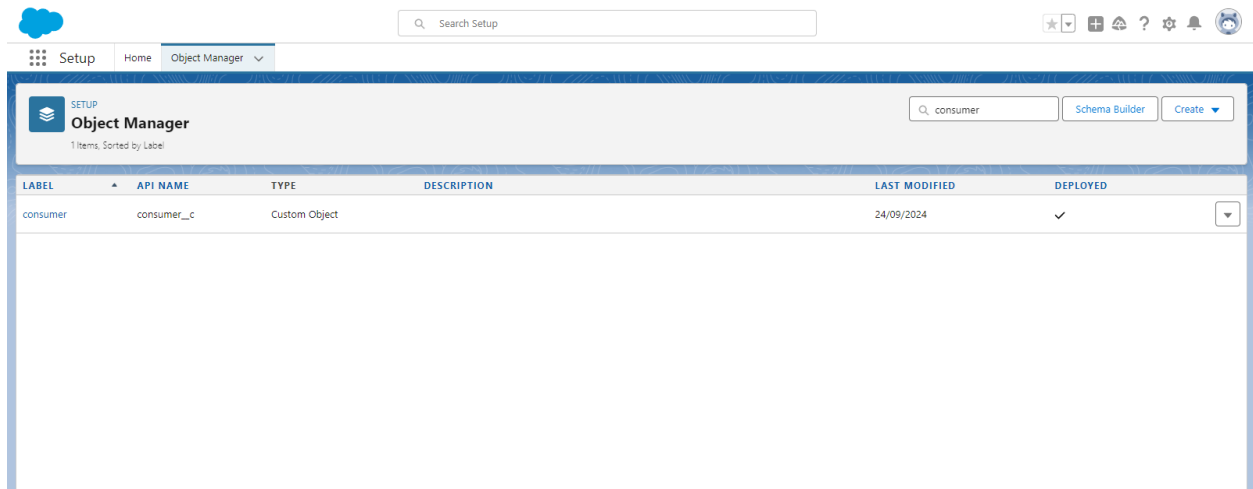 Search Setup
Setup Home Object Manager
SETUP
Object Manager
1 Items, Sorted by Label
consumer Schema Builder Create
LABEL API NAME TYPE DESCRIPTION LAST MODIFIED DEPLOYED
consumer consumer__c Custom Object 24/09/2024